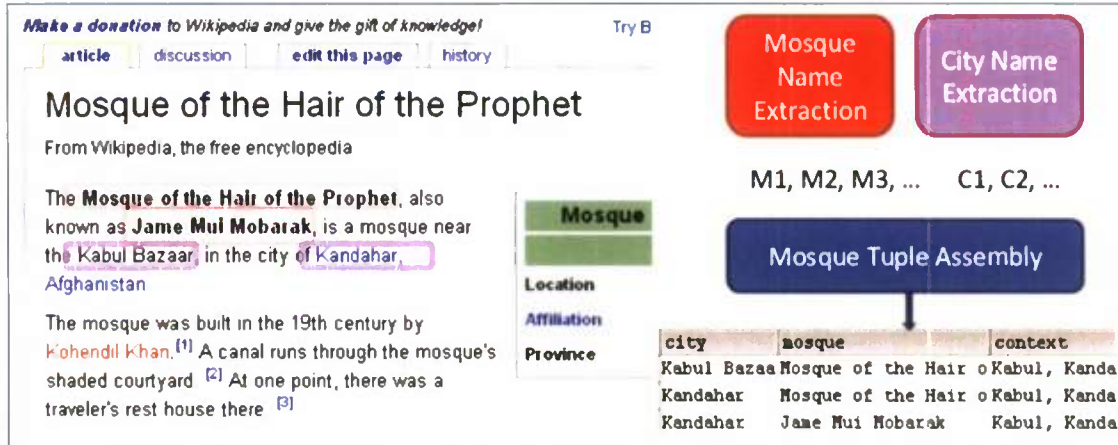 Make a donation to Wikipedia and give the gift of knowledge!
Try B
article
discussion
edit this page
history
Mosque of the Hair of the Prophet
From Wikipedia, the free encyclopedia
The Mosque of the Hair of the Prophet, also
known as Jame Mui Mobarak, is a mosque near
the Kabul Bazaar, in the city of Kandahar,
Afghanistan
The mosque was built in the 19th century by
Kohendil Khan.[1] A canal runs through the mosque's
shaded courtyard [2] At one point, there was a
traveler's rest house there [3]
Mosque
Location
Affiliation
Province
Mosque
Name
Extraction
City Name
Extraction
M1, M2, M3, ...
C1, C2, ...
Mosque Tuple Assembly
city mosque context
Kabul Bazaa Mosque of the Hair o Kabul, Kanda
Kandahar Mosque of the Hair o Kabul, Kanda
Kandahar Jame Mui Mobarak Kabul, Kanda